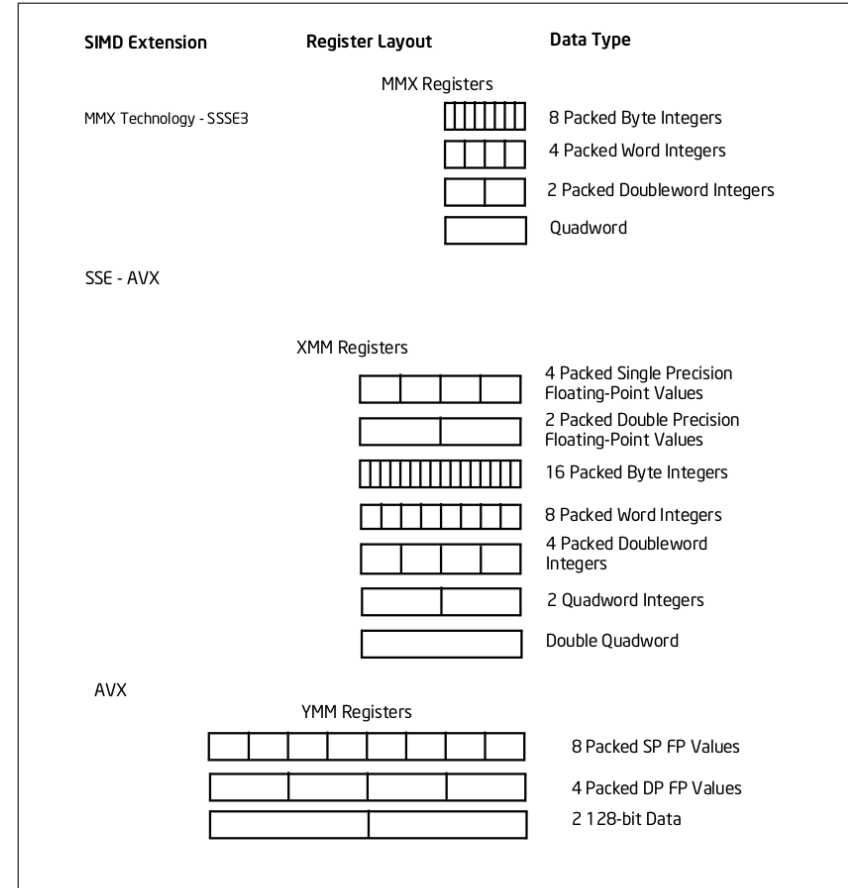 SIMD Extension Register Layout Data Type
MMX Registers
MMX Technology - SSSE3 8 Packed Byte Integers
4 Packed Word Integers
2 Packed Doubleword Integers
Quadword
SSE - AVX
XMM Registers
4 Packed Single Precision
Floating-Point Values
2 Packed Double Precision
Floating-Point Values
16 Packed Byte Integers
8 Packed Word Integers
4 Packed Doubleword
Integers
2 Quadword Integers
Double Quadword
AVX
YMM Registers
8 Packed SP FP Values
4 Packed DP FP Values
2 128-bit Data